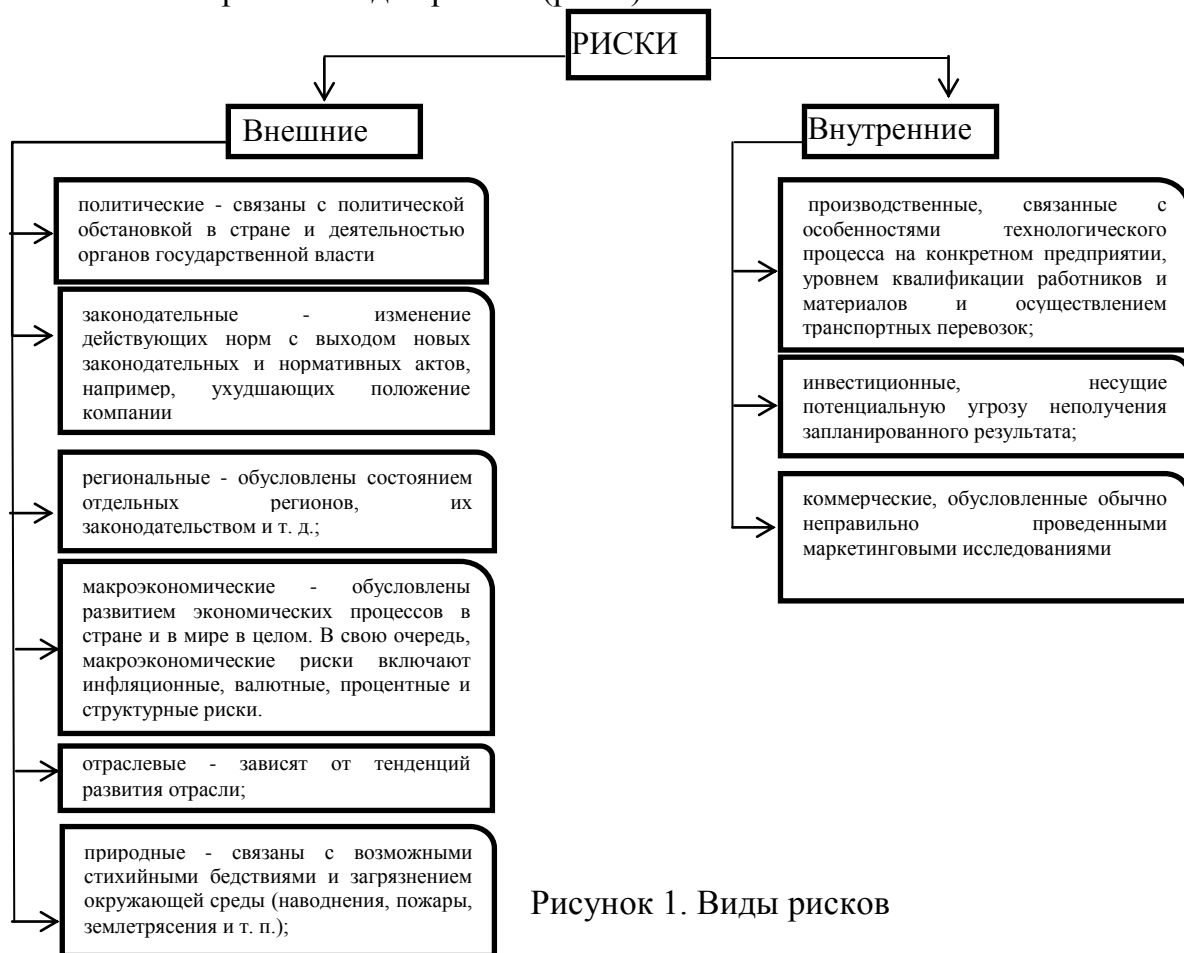 РИСКИ
Внешние
политические - связаны с политической
обстановкой в стране и деятельностью
органов государственной власти
законодательные - изменение
действующих норм с выходом новых
законодательных и нормативных актов,
например, ухудшающих положение
компании
региональные - обусловлены состоянием
отдельных регионов, их
законодательством и т. д.;
макроэкономические - обусловлены
развитием экономических процессов в
стране и в мире в целом. В свою очередь,
макроэкономические риски включают
инфляционные, валютные, процентные и
структурные риски.
отраслевые - зависят от тенденций
развития отрасли;
природные - связаны с возможными
стихийными бедствиями и загрязнением
окружающей среды (наводнения, пожары,
землетрясения и т. п.);
Внутренние
производственные, связанные с
особенностями технологического
процесса на конкретном предприятии,
уровнем квалификации работников и
материалов и осуществлением
транспортных перевозок;
инвестиционные, несущие
потенциальную угрозу неполучения
запланированного результата;
коммерческие, обусловленные обычно
неправильно проведенными
маркетинговыми исследованиями
Рисунок 1. Виды рисков